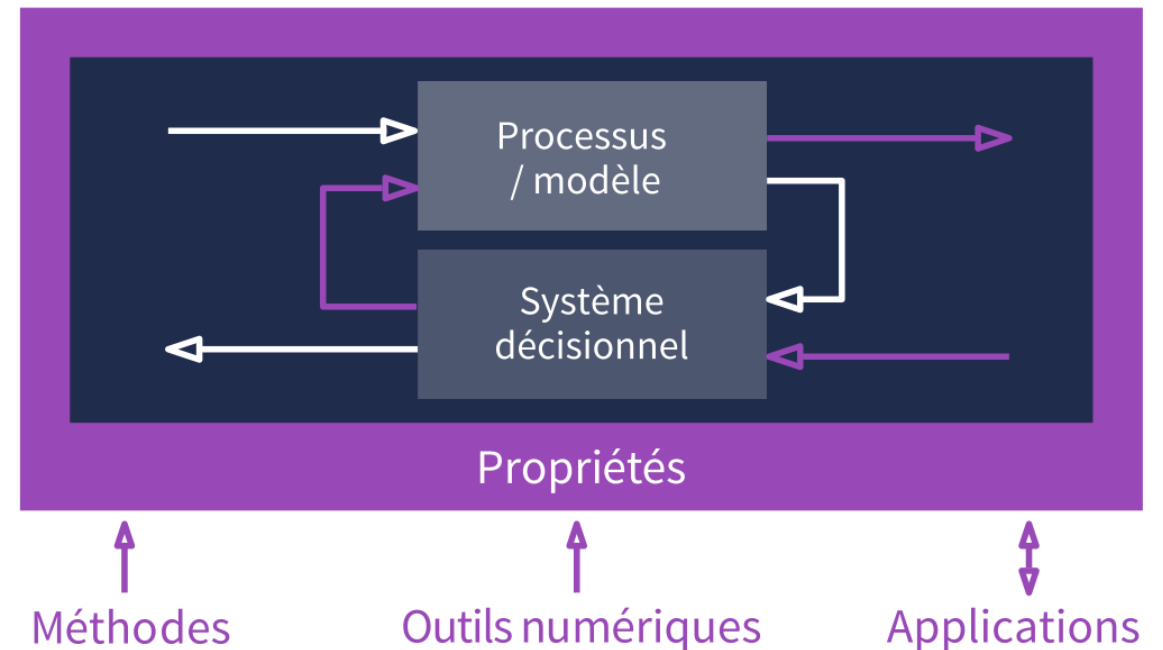 Processus
/ modèle
Système
décisionnel
Propriétés
Méthodes
Outils numériques
Applications